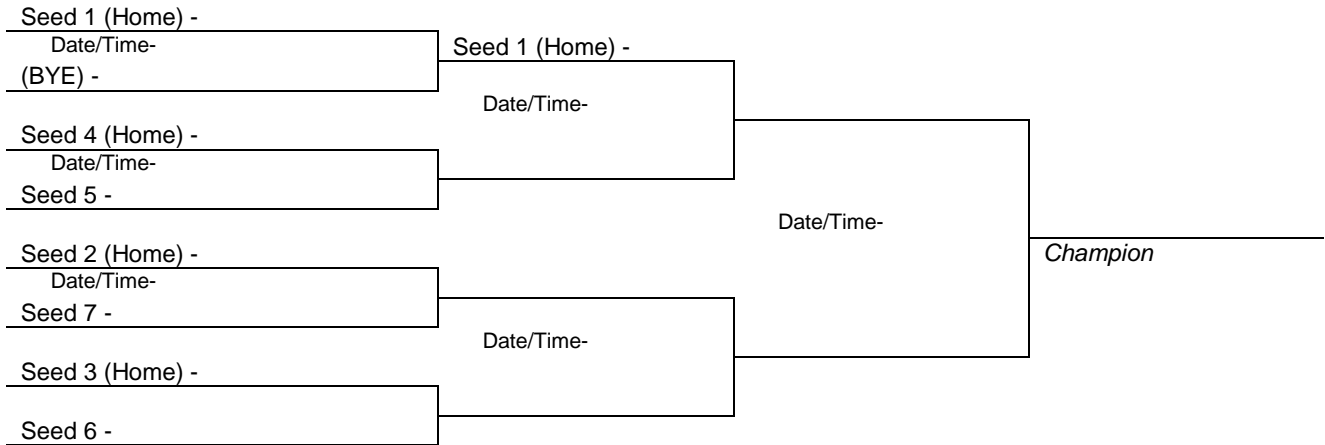 Seed 1 (Home) -
Date/Time-
(BYE) -
Seed 4 (Home) -
Date/Time-
Seed 5 -
Seed 2 (Home) -
Date/Time-
Seed 7 -
Seed 3 (Home) -
Seed 6 -
Seed 1 (Home) -
Date/Time-
Date/Time-
Date/Time-
Champion